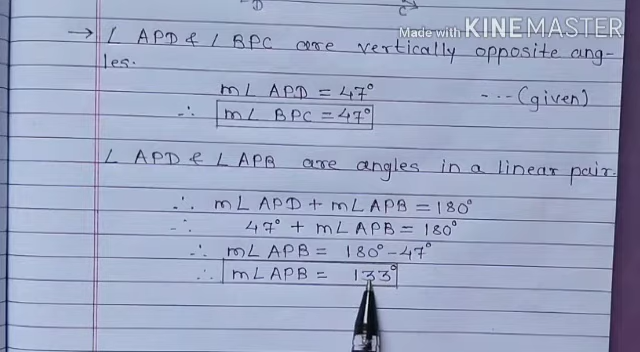 D C
Made with KINEMASTER
→ ∠ APD & ∠ BPC are vertically opposite ang-
les.
m∠ APD = 47° ---(given)
∴ m∠ BPC = 47°
∠ APD & ∠ APB are angles in a linear pair.
∴ m∠ APD + m∠ APB = 180°
∴ 47° + m∠ APB = 180°
∴ m∠ APB = 180° - 47°
∴ m∠ APB = 133°